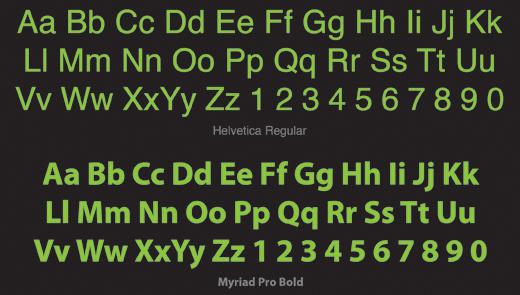 Aa Bb Cc Dd Ee Ff Gg Hh Ii Jj Kk
Ll Mm Nn Oo Pp Qq Rr Ss Tt Uu
Vv Ww XxYy Zz 1 2 3 4 5 6 7 8 9 0
Helvetica Regular
Aa Bb Cc Dd Ee Ff Gg Hh Ii Jj Kk
Ll Mm Nn Oo Pp Qq Rr Ss Tt Uu
Vv Ww XxYy Zz 1 2 3 4 5 6 7 8 9 0
Myriad Pro Bold